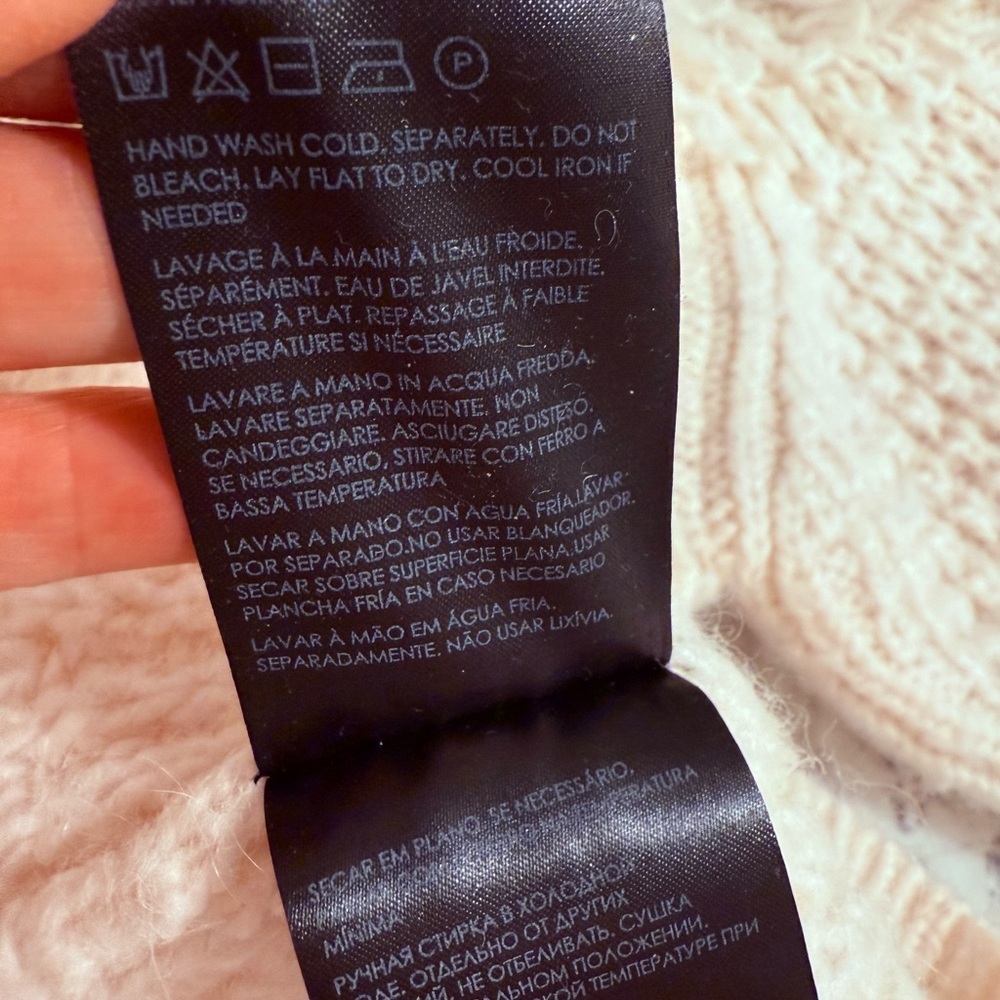 P
HAND WASH COLD. SEPARATELY. DO NOT
BLEACH. LAY FLAT TO DRY. COOL IRON IF
NEEDED
LAVAGE À LA MAIN À L'EAU FROIDE.
SÉPARÉMENT. EAU DE JAVEL INTERDITE.
SÉCHER À PLAT. REPASSAGE À FAIBLE
TEMPÉRATURE SI NÉCESSAIRE
LAVARE A MANO IN ACQUA FREDDA.
LAVARE SEPARATAMENTE. NON
CANDEGGIARE. ASCIUGARE DISTESO.
SE NECESSARIO, STIRARE CON FERRO A
BASSA TEMPERATURA
LAVAR A MANO CON AGUA FRÍA.LAVAR
POR SEPARADO.NO USAR BLANQUEADOR.
SECAR SOBRE SUPERFICIE PLANA.USAR
PLANCHA FRÍA EN CASO NECESARIO
LAVAR À MÃO EM ÁGUA FRIA.
SEPARADAMENTE. NÃO USAR LIXÍVIA.
SECAR EM PLANO. SE NECESSÁRIO,
MÍNIMA
РУЧНАЯ СТИРКА В ХОЛОДНОЙ
ОТДЕЛЬНО ОТ ДРУГИХ
НЕ ОТБЕЛИВАТЬ. СУШКА
ПОЛОЖЕНИИ.
ТЕМПЕРАТУРЕ ПРИ